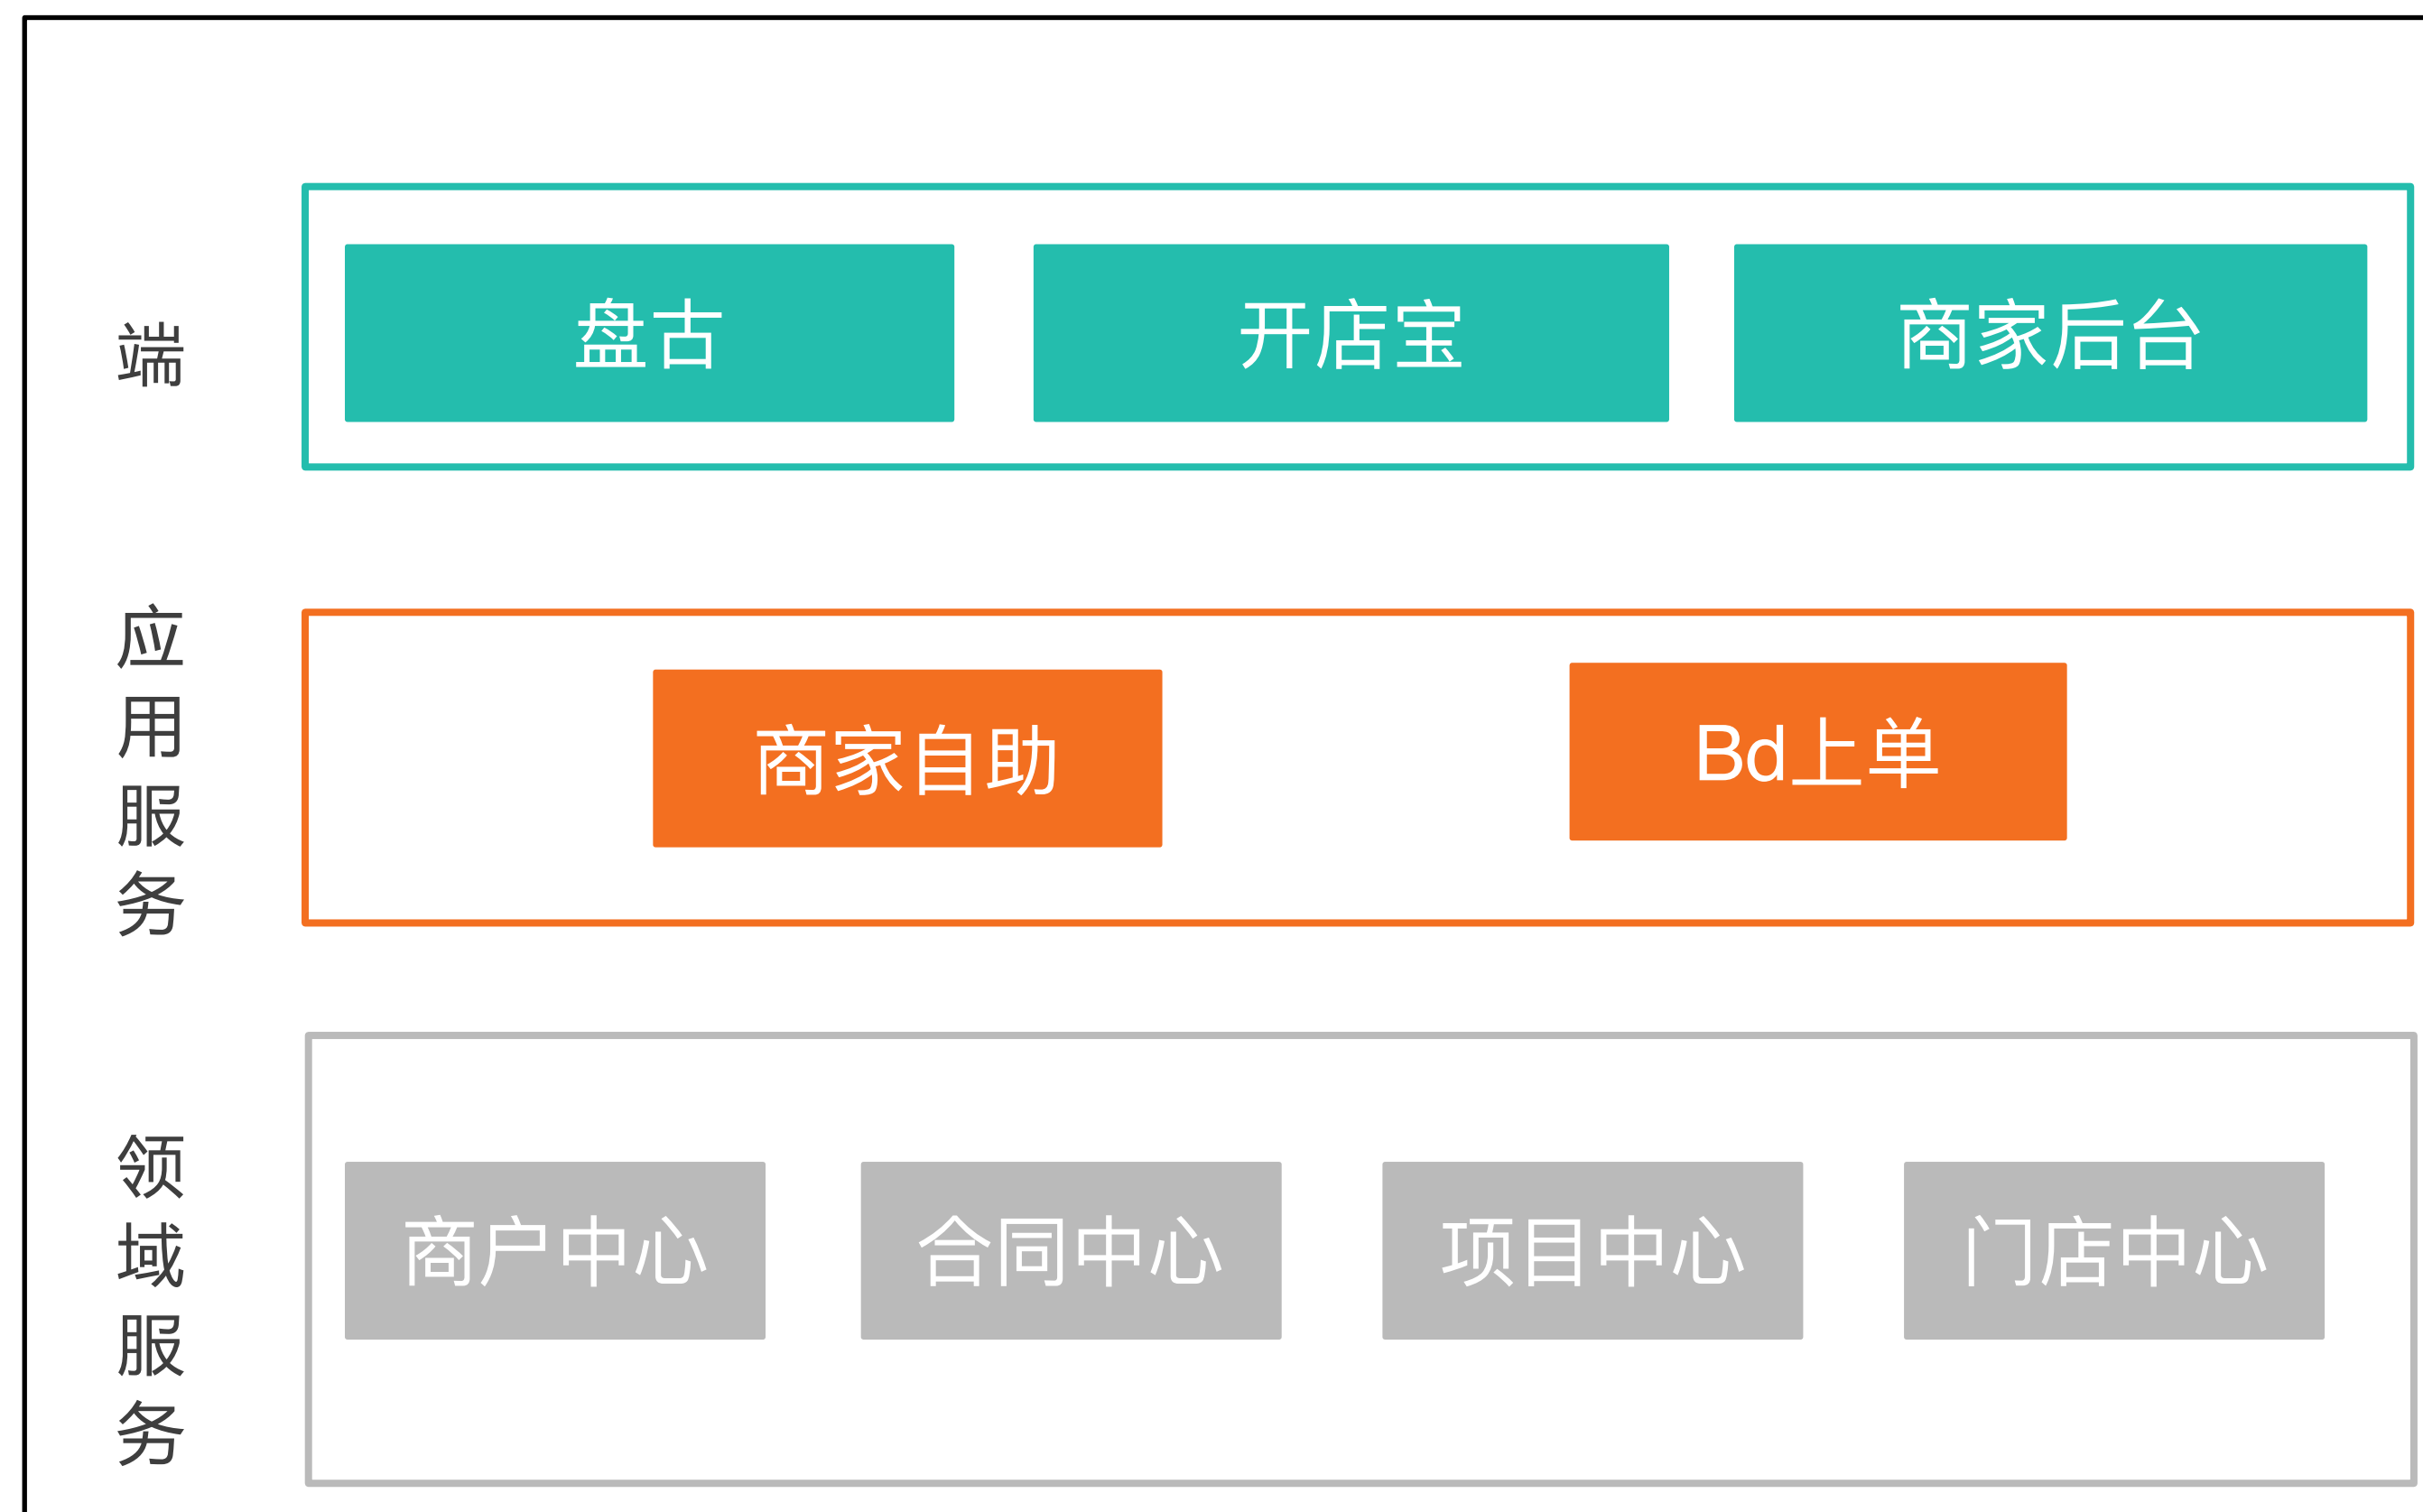 端
盘古
开店宝
商家后台
应用服务
商家自助
Bd上单
领域服务
商户中心
合同中心
项目中心
门店中心